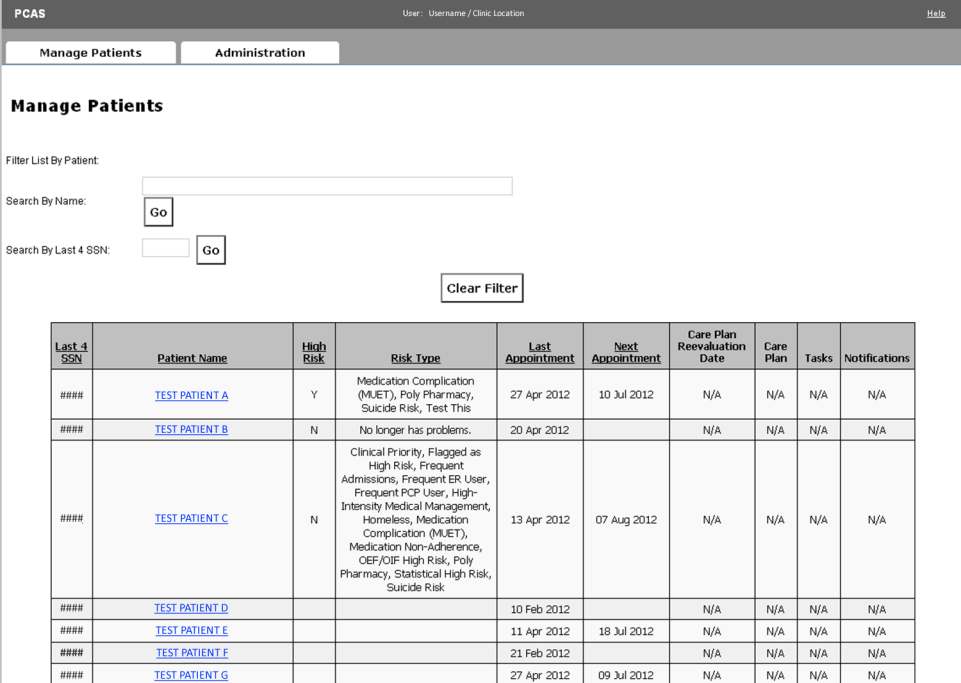 PCAS
User: Username / Clinic Location
Help
Manage Patients
Administration
Manage Patients
Filter List By Patient:
Search By Name:
Go
Search By Last 4 SSN:
Go
Clear Filter
Last 4
SSN
Patient Name
High
Risk
Risk Type
Last
Appointment
Next
Appointment
Care Plan
Reevaluation
Date
Care
Plan
Tasks
Notifications
####
TEST PATIENT A
Y
Medication Complication
(MUET), Poly Pharmacy,
Suicide Risk, Test This
27 Apr 2012
10 Jul 2012
N/A
N/A
N/A
N/A
####
TEST PATIENT B
N
No longer has problems.
20 Apr 2012
N/A
N/A
N/A
N/A
####
TEST PATIENT C
N
Clinical Priority, Flagged as
High Risk, Frequent
Admissions, Frequent ER User,
Frequent PCP User, High-
Intensity Medical Management,
Homeless, Medication
Complication (MUET),
Medication Non-Adherence,
OEF/OIF High Risk, Poly
Pharmacy, Statistical High Risk,
Suicide Risk
13 Apr 2012
07 Aug 2012
N/A
N/A
N/A
N/A
####
TEST PATIENT D
10 Feb 2012
N/A
N/A
N/A
N/A
####
TEST PATIENT E
11 Apr 2012
18 Jul 2012
N/A
N/A
N/A
N/A
####
TEST PATIENT F
21 Feb 2012
N/A
N/A
N/A
N/A
####
TEST PATIENT G
27 Apr 2012
09 Jul 2012
N/A
N/A
N/A
N/A